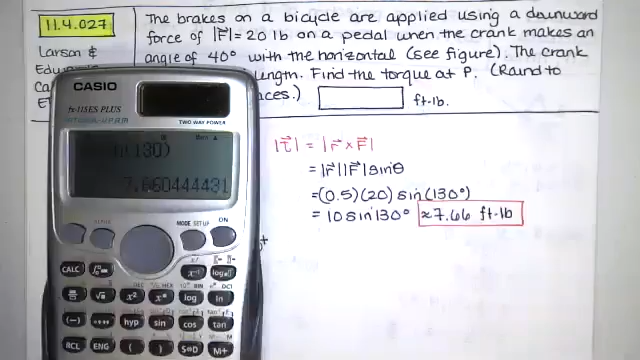 11.4.027
Larson &
The brakes on a bicycle are applied using a downward
force of |F⃗| = 20 lb on a pedal when the crank makes an
angle of 40° with the horizontal (see figure). The crank
length. Find the torque at P. (Round to
ft-lb.
|τ⃗| = |r⃗ × F⃗|
= |r⃗||F⃗|sinθ
= (0.5)(20) sin(130°)
= 10 sin 130° ≈ 7.66 ft-lb
CASIO
fx-115ES PLUS
TWO WAY POWER
(130)
7.660444431
ALPHA
MODE SETUP
ON
CALC
x²
log
ln
(-)
hyp
sin
cos
tan
RCL
ENG
(
)
S⇔D
M+